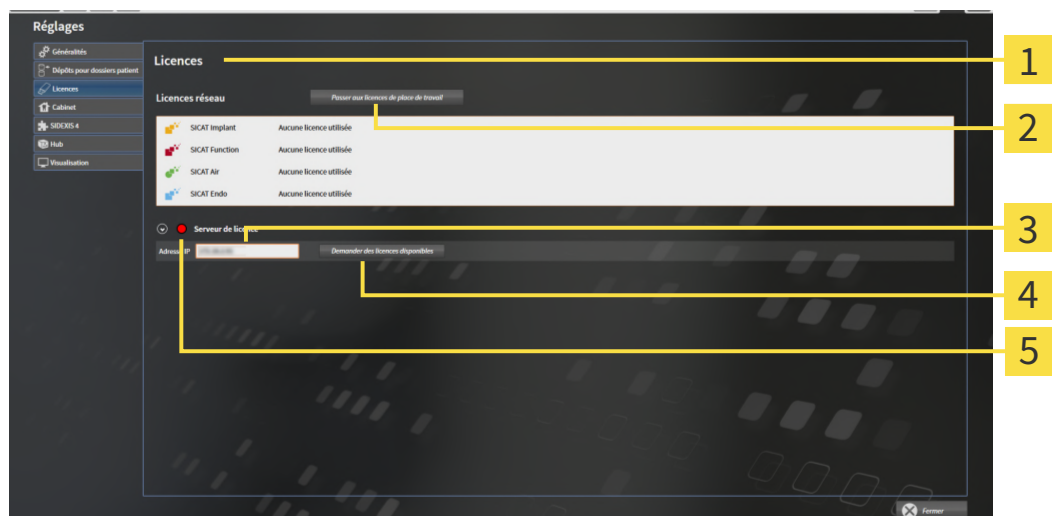 Réglages
Généralités
Dépôts pour dossiers patient
Licences
Cabinet
SIDEXIS 4
Hub
Visualisation
Licences
Licences réseau
Passer aux licences de place de travail
SICAT Implant Aucune licence utilisée
SICAT Function Aucune licence utilisée
SICAT Air Aucune licence utilisée
SICAT Endo Aucune licence utilisée
Serveur de licence
Adresse IP
Demander des licences disponibles
Fermer
1
2
3
4
5